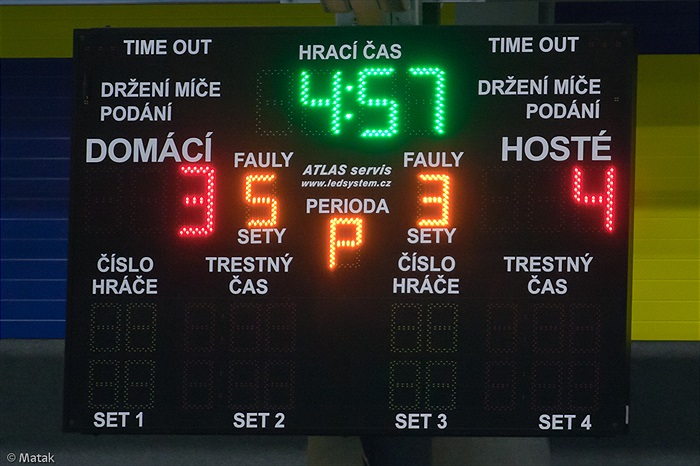 TIME OUT
HRACÍ ČAS
TIME OUT
4:57
DRŽENÍ MÍČE
PODÁNÍ
DRŽENÍ MÍČE
PODÁNÍ
DOMÁCÍ
HOSTÉ
FAULY
ATLAS servis
www.ledsystem.cz
FAULY
3
5
PERIODA
3
4
SETY
P
SETY
ČÍSLO
HRÁČE
TRESTNÝ
ČAS
ČÍSLO
HRÁČE
TRESTNÝ
ČAS
SET 1
SET 2
SET 3
SET 4
© Matak